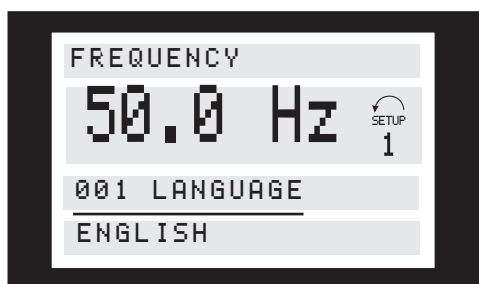 FREQUENCY
50.0 Hz
SETUP
1
001 LANGUAGE
ENGLISH